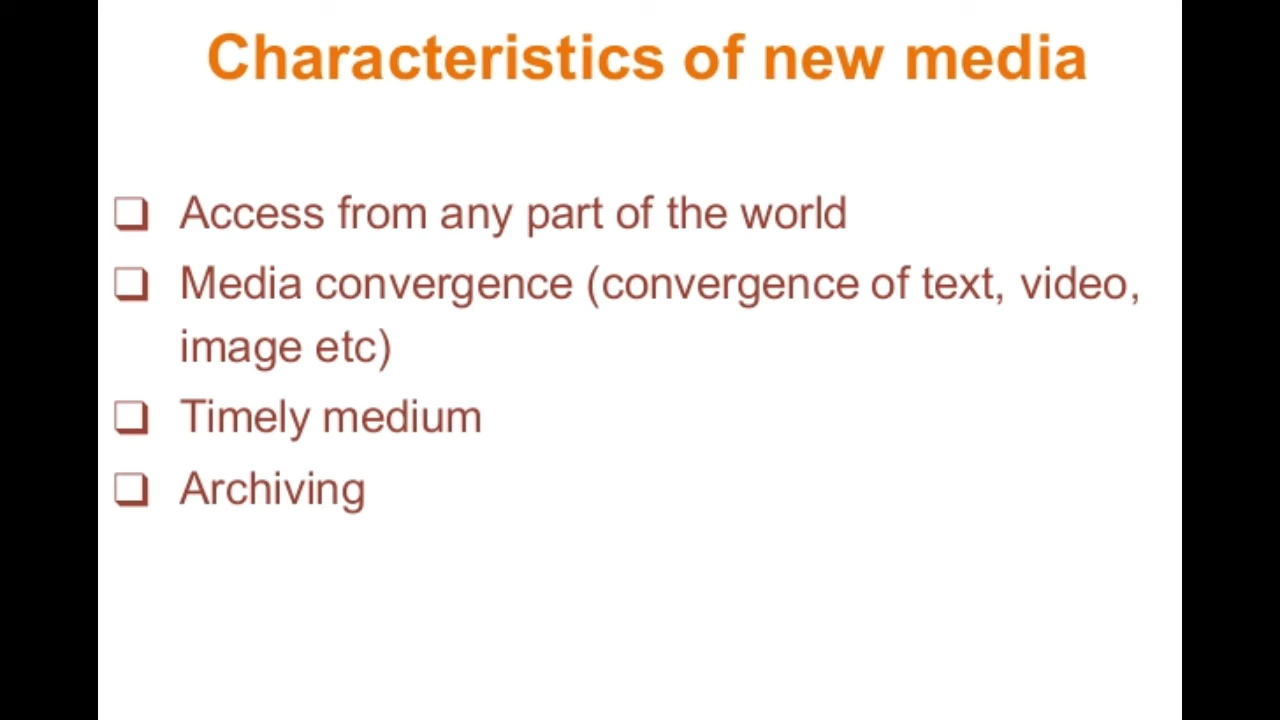 Characteristics of new media
Access from any part of the world
Media convergence (convergence of text, video,
image etc)
Timely medium
Archiving